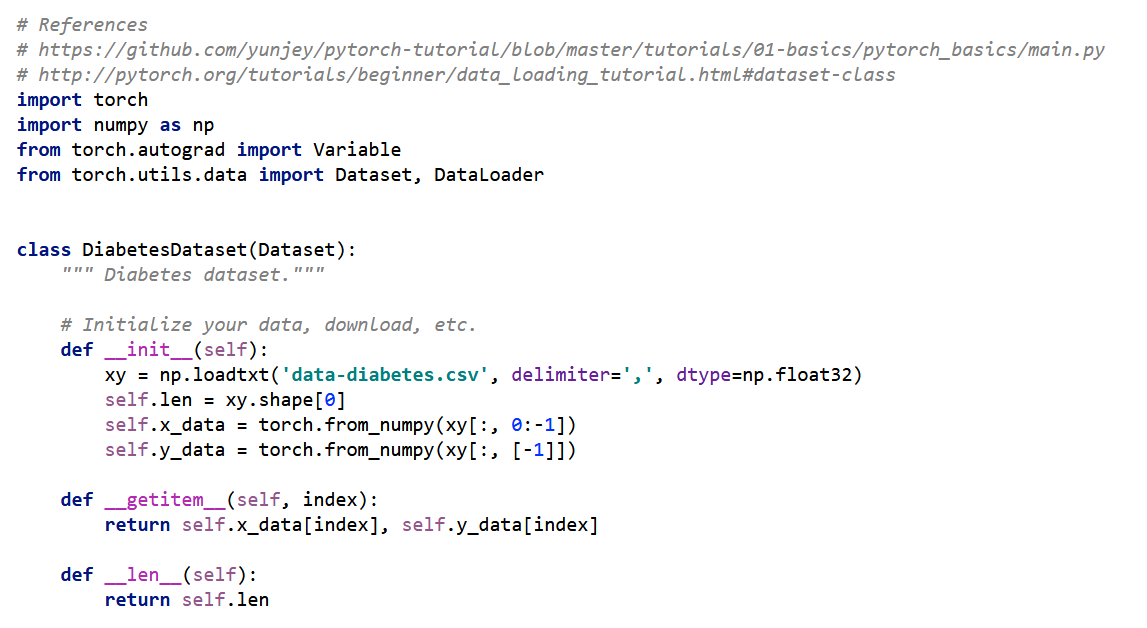 # References
# https://github.com/yunjey/pytorch-tutorial/blob/master/tutorials/01-basics/pytorch_basics/main.py
# http://pytorch.org/tutorials/beginner/data_loading_tutorial.html#dataset-class
import torch
import numpy as np
from torch.autograd import Variable
from torch.utils.data import Dataset, DataLoader
class DiabetesDataset(Dataset):
    """ Diabetes dataset."""
    # Initialize your data, download, etc.
    def __init__(self):
        xy = np.loadtxt('data-diabetes.csv', delimiter=',', dtype=np.float32)
        self.len = xy.shape[0]
        self.x_data = torch.from_numpy(xy[:, 0:-1])
        self.y_data = torch.from_numpy(xy[:, [-1]])
    def __getitem__(self, index):
        return self.x_data[index], self.y_data[index]
    def __len__(self):
        return self.len